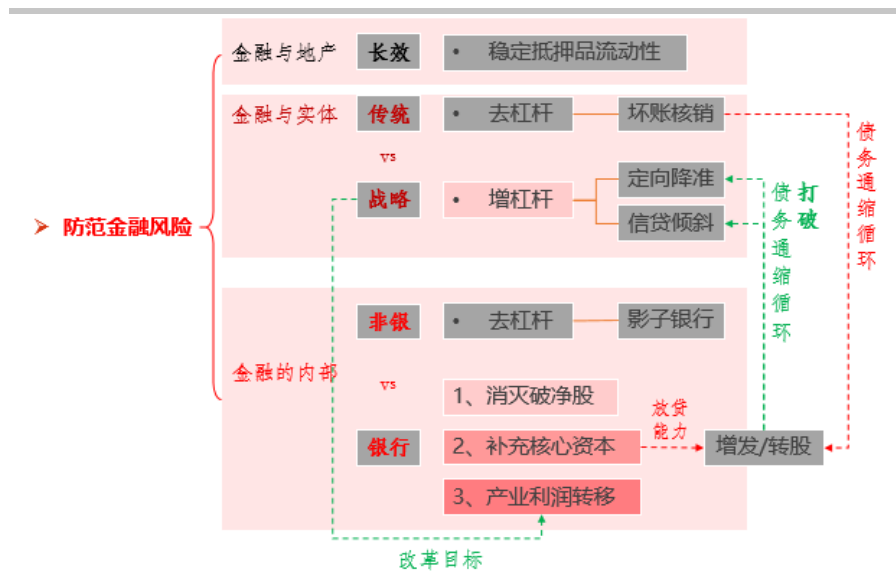 金融与地产
长效
• 稳定抵押品流动性
金融与实体
传统
• 去杠杆
坏账核销
vs
战略
• 增杠杆
定向降准
信贷倾斜
➢ 防范金融风险
非银
• 去杠杆
影子银行
金融的内部
vs
1、消灭破净股
银行
2、补充核心资本
放贷
能力
增发/转股
3、产业利润转移
改革目标
打破
债务通缩循环
债务通缩循环